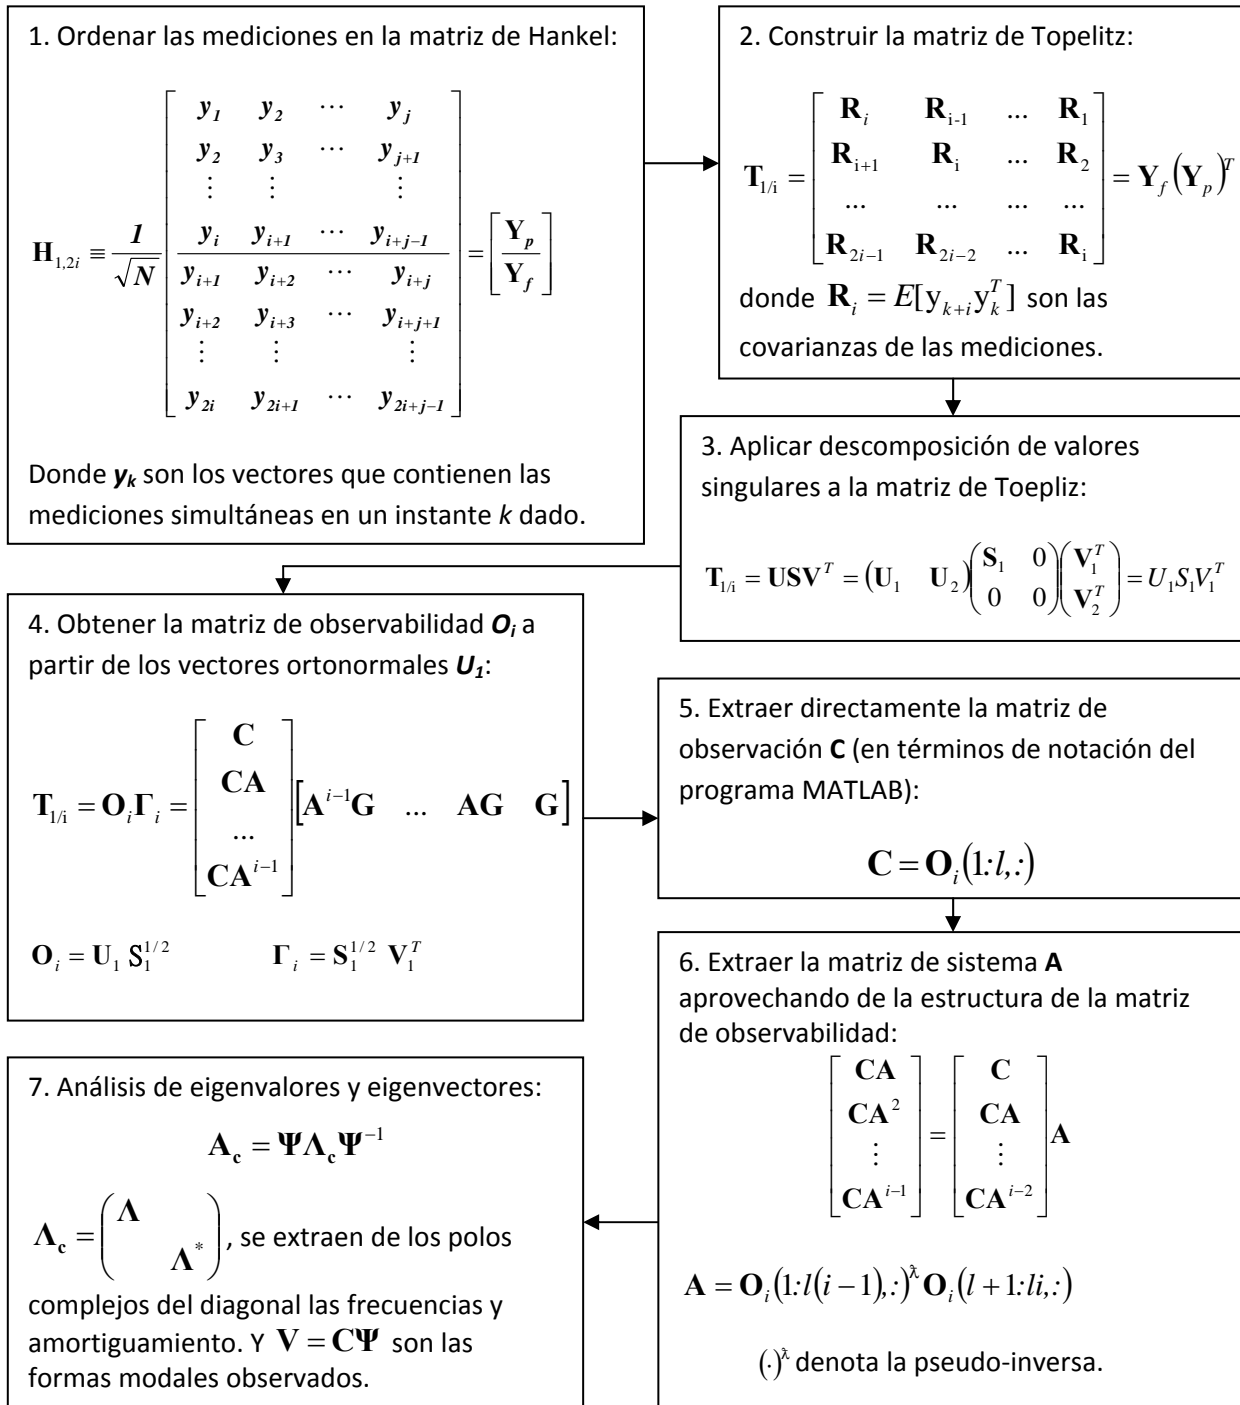 1. Ordenar las mediciones en la matriz de Hankel:
H_{1,2i} ≡ 1/√N [ y_1 y_2 ⋯ y_j
y_2 y_3 ⋯ y_{j+1}
⋮ ⋮ ⋮
y_i y_{i+1} ⋯ y_{i+j−1}
y_{i+1} y_{i+2} ⋯ y_{i+j}
y_{i+2} y_{i+3} ⋯ y_{i+j+1}
⋮ ⋮ ⋮
y_{2i} y_{2i+1} ⋯ y_{2i+j−1} ] = [ Y_p / Y_f ]
Donde y_k son los vectores que contienen las
mediciones simultáneas en un instante k dado.
2. Construir la matriz de Topelitz:
T_{1/i} = [ R_i R_{i-1} ... R_1
R_{i+1} R_i ... R_2
... ... ... ...
R_{2i−1} R_{2i−2} ... R_i ] = Y_f (Y_p)^T
donde R_i = E[y_{k+i} y_k^T] son las
covarianzas de las mediciones.
3. Aplicar descomposición de valores
singulares a la matriz de Toepliz:
T_{1/i} = USV^T = (U_1 U_2) ( S_1 0 ; 0 0 ) ( V_1^T ; V_2^T ) = U_1 S_1 V_1^T
4. Obtener la matriz de observabilidad O_i a
partir de los vectores ortonormales U_1:
T_{1/i} = O_i Γ_i = [ C
CA
...
CA^{i−1} ] [ A^{i−1}G ... AG G ]
O_i = U_1 S_1^{1/2} Γ_i = S_1^{1/2} V_1^T
5. Extraer directamente la matriz de
observación C (en términos de notación del
programa MATLAB):
C = O_i(1:l,:)
6. Extraer la matriz de sistema A
aprovechando de la estructura de la matriz
de observabilidad:
[ CA
CA^2
⋮
CA^{i−1} ] = [ C
CA
⋮
CA^{i−2} ] A
A = O_i(1:l(i−1),:)^λ O_i(l+1:li,:)
(·)^λ denota la pseudo-inversa.
7. Análisis de eigenvalores y eigenvectores:
A_c = ΨΛ_cΨ^{−1}
Λ_c = ( Λ ; Λ^* ), se extraen de los polos
complejos del diagonal las frecuencias y
amortiguamiento. Y V = CΨ son las
formas modales observados.